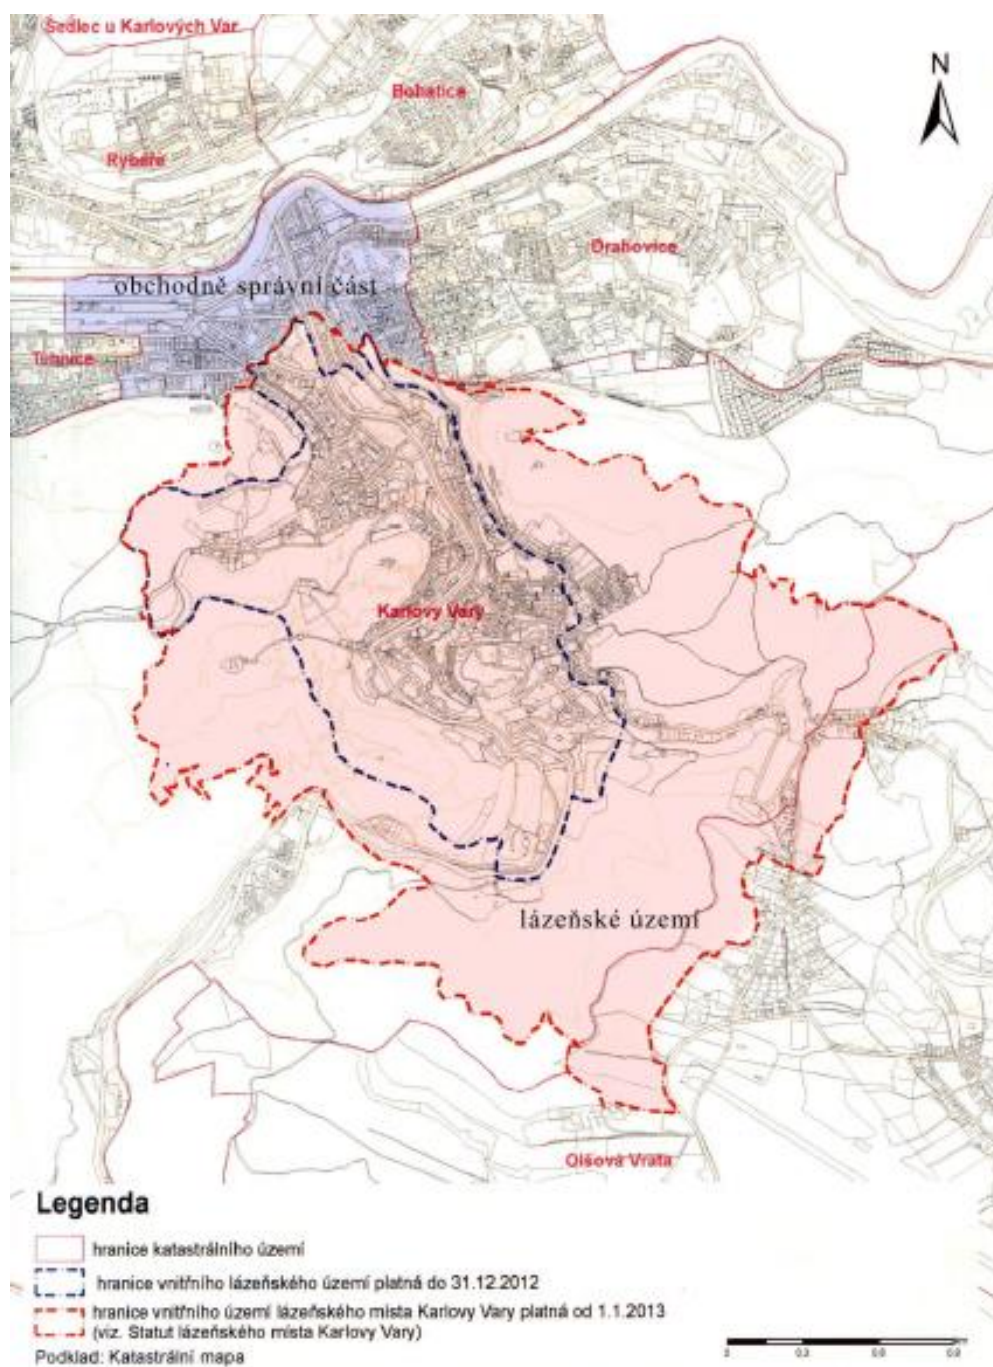 Sedlec u Karlových Var
N
Bohatice
Rybáře
Drahovice
obchodně správní část
Tuhnice
Karlovy Vary
lázeňské území
Olšová Vrata
Legenda
hranice katastrálního území
hranice vnitřního lázeňského území platná do 31.12.2012
hranice vnitřního území lázeňského místa Karlovy Vary platná od 1.1.2013
(viz. Statut lázeňského místa Karlovy Vary)
Podklad: Katastrální mapa